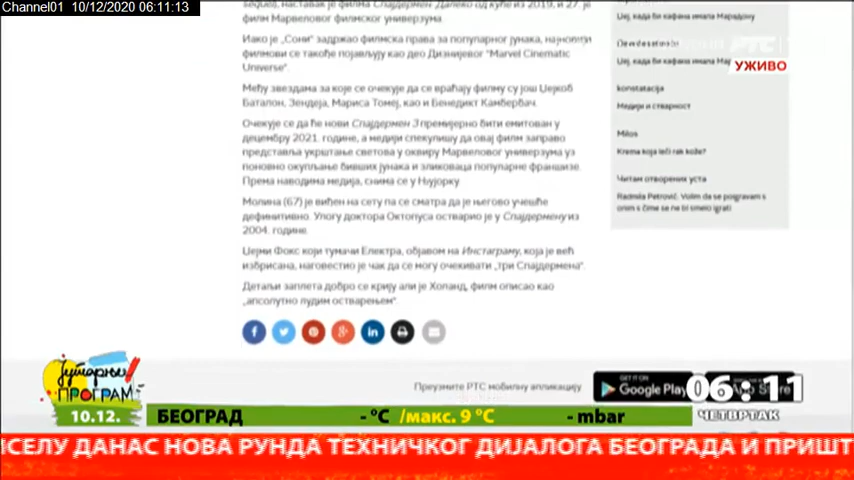 Channel01 10/12/2020 06:11:13
sequel), наставак је филма Спајдермен Далеко од куће из 2019, и 27. је
филм Марвеловог филмског универзума.
Иако је „Сони“ задржао филмска права за популарног јунака, најновији
филмови се такође појављују као део Дизнијевог "Marvel Cinematic
Universe".
Међу звездама за које се очекује да се враћају филму су још Џејкоб
Баталон, Зендеја, Мариса Томеј, као и Бенедикт Камбербач.
Очекује се да ће нови Спајдермен 3 премијерно бити емитован у
децембру 2021. године, а медији спекулишу да овај филм заправо
представља укрштање светова у оквиру Марвеловог универзума уз
поновно окупљање бивших јунака и зликоваца популарне франшизе.
Према наводима медија, снима се у Њујорку.
Молина (67) је виђен на сету па се сматра да је његово учешће
дефинитивно. Улогу доктора Октопуса остварио је у Спајдермену из
2004. године.
Џејми Фокс који тумачи Електра, објавом на Инстаграму, која је већ
избрисана, наговестио је чак да се могу очекивати „три Спајдермена“.
Детаљи заплета добро се крију али је Холанд, филм описао као
„апсолутно лудим остварењем“.
Џеј, када би кафана имала Марадону
Џеј, када би кафана имала
РТС
УЖИВО
konstatacija
Медији и стварност
Milos
Krema koja leči rak kože?
Читам отворених уста
Radmila Petrović: Volim da se poigravam s
onim s čime se ne bi smelo igrati
Преузмите РТС мобилну апликацију
GET IT ON
Google Play
App Store
Јутарњи
ПРОГРАМ
10.12.
БЕОГРАД - °C /макс. 9 °C - mbar
06:11
ЧЕТВРТАК
ИСЕЛУ ДАНАС НОВА РУНДА ТЕХНИЧКОГ ДИЈАЛОГА БЕОГРАДА И ПРИШТ